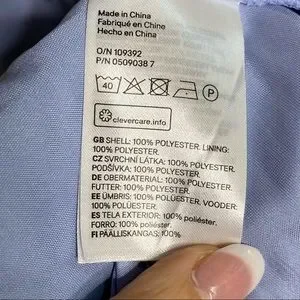 Made in China
Fabriqué en Chine
Hecho en China
O/N 109392
P/N 0509038 7
40
P
clevercare.info
GB SHELL: 100% POLYESTER. LINING:
100% POLYESTER.
CZ SVRCHNÍ LÁTKA: 100% POLYESTER.
PODŠÍVKA: 100% POLYESTER.
DE OBERMATERIAL: 100% POLYESTER.
FUTTER: 100% POLYESTER.
EE ÜMBRIS: 100% POLÜESTER. VOODER:
100% POLÜESTER.
ES TELA EXTERIOR: 100% poliéster.
FORRO: 100% poliéster.
FI PÄÄLLISKANGAS: 100%